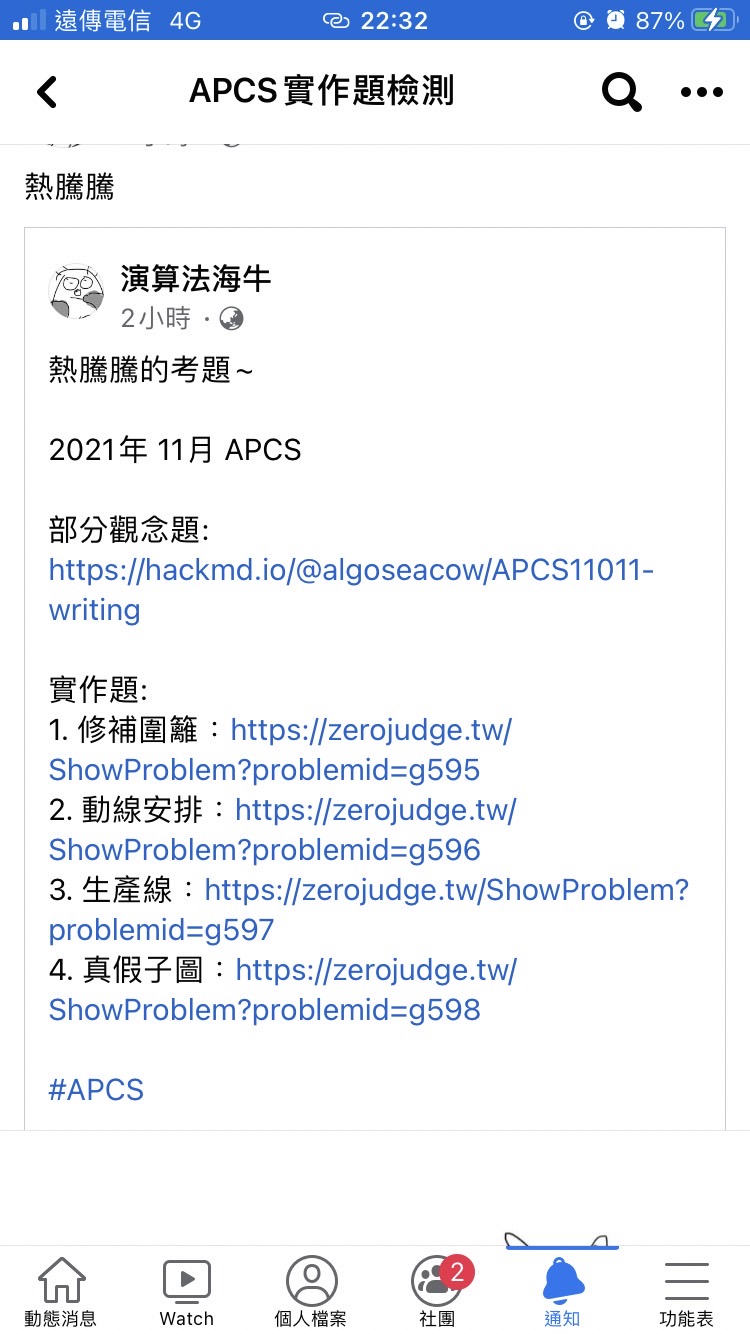 遠傳電信 4G 22:32 87%
APCS實作題檢測
熱騰騰
演算法海牛
2小時 ·
熱騰騰的考題~
2021年 11月 APCS
部分觀念題:
https://hackmd.io/@algoseacow/APCS11011-
writing
實作題:
1. 修補圍籬：https://zerojudge.tw/
ShowProblem?problemid=g595
2. 動線安排：https://zerojudge.tw/
ShowProblem?problemid=g596
3. 生產線：https://zerojudge.tw/ShowProblem?
problemid=g597
4. 真假子圖：https://zerojudge.tw/
ShowProblem?problemid=g598
#APCS
2
動態消息 Watch 個人檔案 社團 通知 功能表